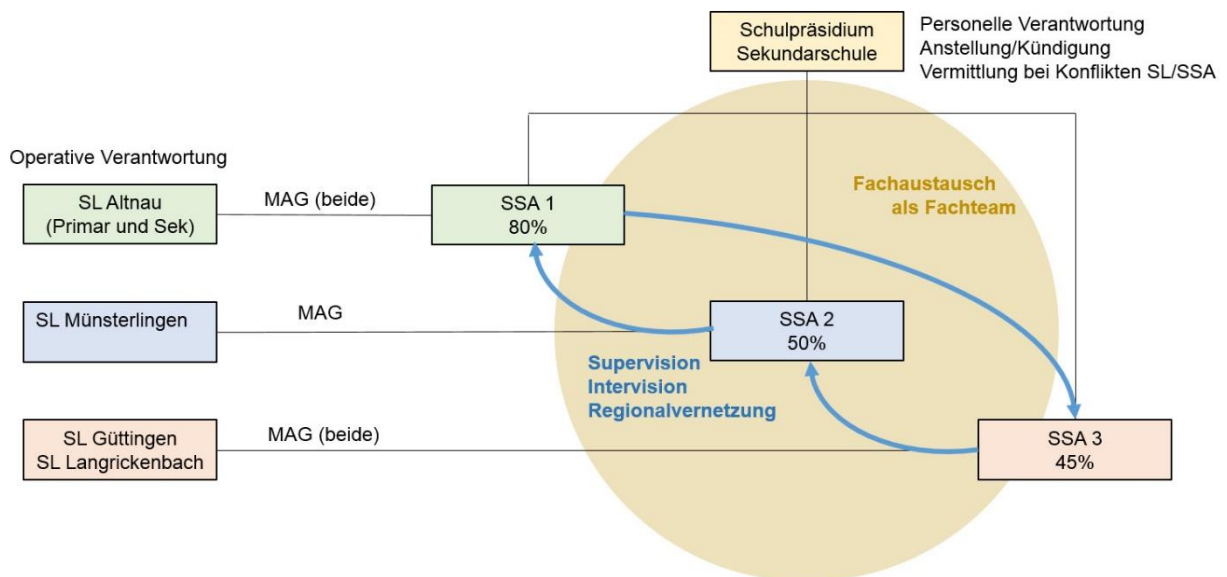 Schulpräsidium
Sekundarschule
Personelle Verantwortung
Anstellung/Kündigung
Vermittlung bei Konflikten SL/SSA
Operative Verantwortung
SL Altnau
(Primar und Sek)
MAG (beide)
SSA 1
80%
Fachaustausch
als Fachteam
SL Münsterlingen
MAG
SSA 2
50%
Supervision
Intervision
Regionalvernetzung
SL Güttingen
SL Langrickenbach
MAG (beide)
SSA 3
45%